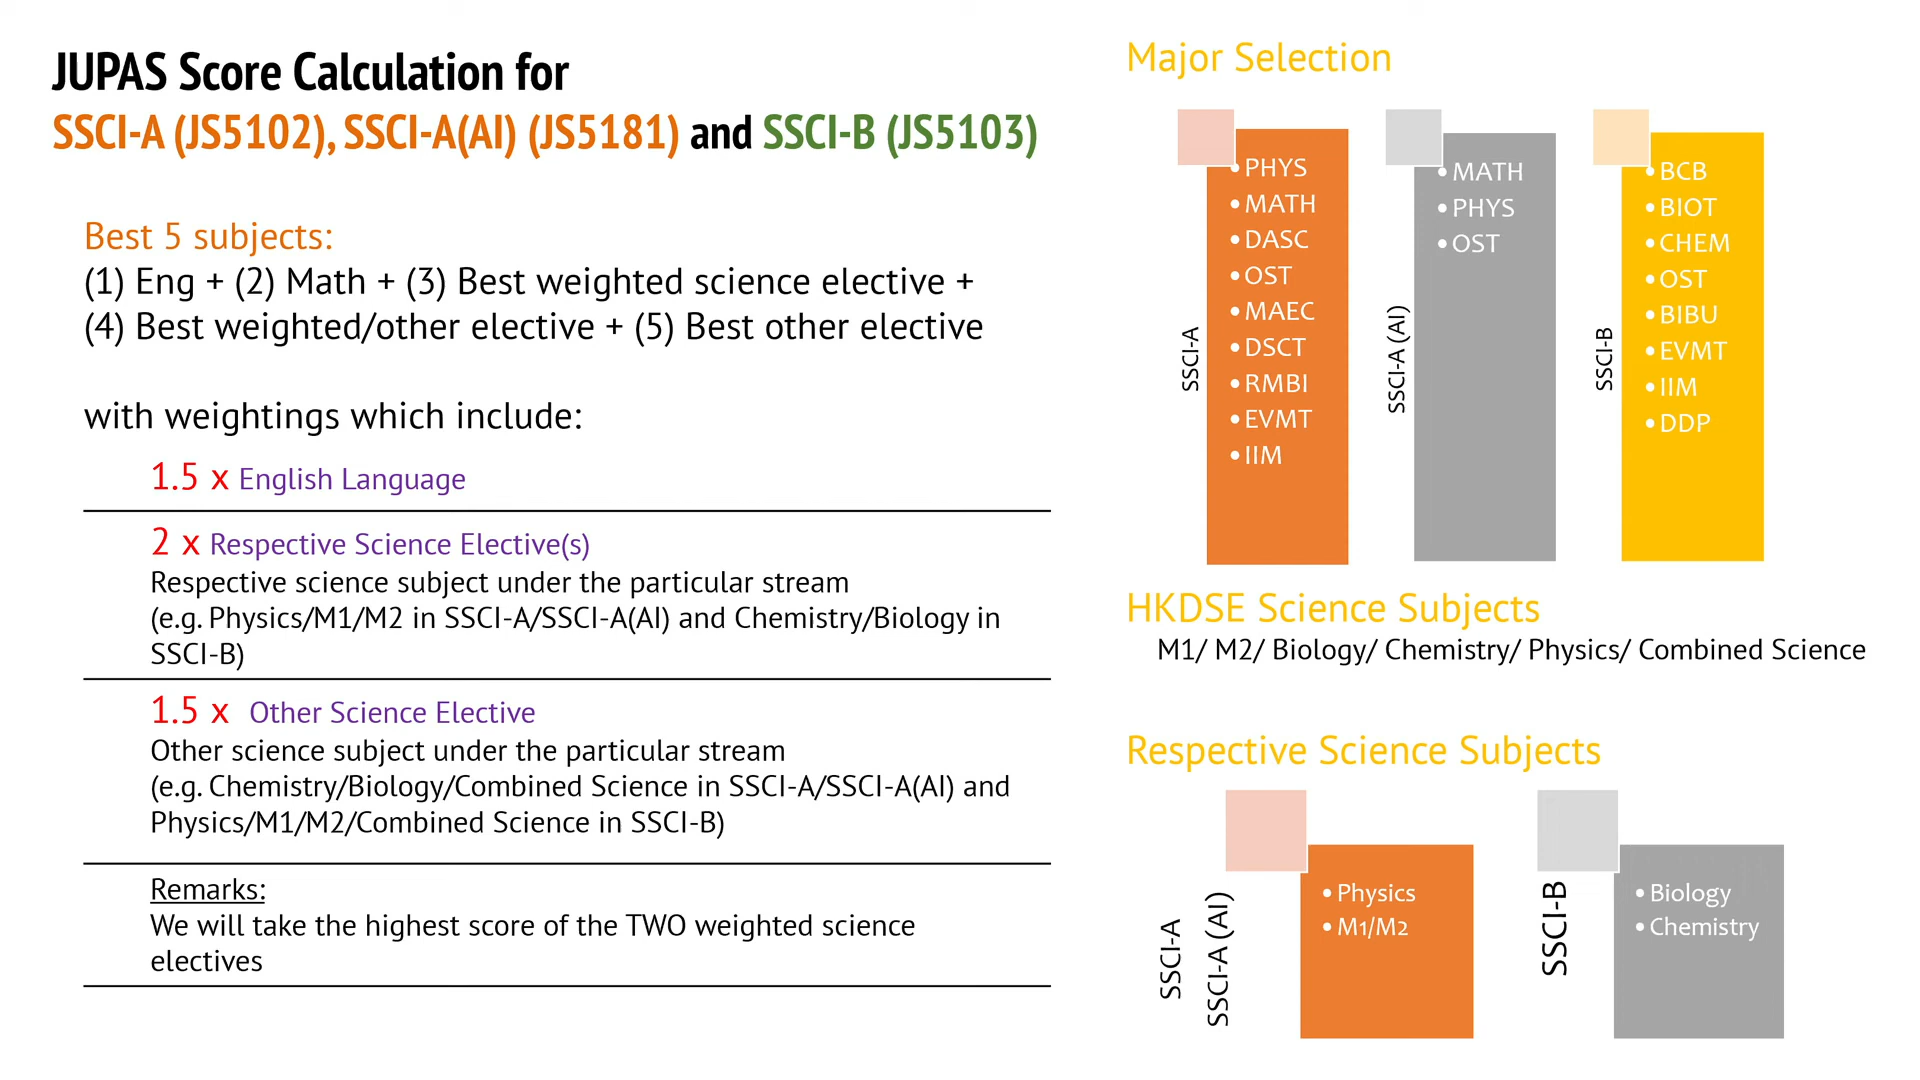 JUPAS Score Calculation for
SSCI-A (JS5102), SSCI-A(AI) (JS5181) and SSCI-B (JS5103)
Best 5 subjects:
(1) Eng + (2) Math + (3) Best weighted science elective +
(4) Best weighted/other elective + (5) Best other elective
with weightings which include:
1.5 x English Language
2 x Respective Science Elective(s)
Respective science subject under the particular stream
(e.g. Physics/M1/M2 in SSCI-A/SSCI-A(AI) and Chemistry/Biology in
SSCI-B)
1.5 x Other Science Elective
Other science subject under the particular stream
(e.g. Chemistry/Biology/Combined Science in SSCI-A/SSCI-A(AI) and
Physics/M1/M2/Combined Science in SSCI-B)
Remarks:
We will take the highest score of the TWO weighted science
electives
Major Selection
SSCI-A
• PHYS
• MATH
• DASC
• OST
• MAEC
• DSCT
• RMBI
• EVMT
• IIM
SSCI-A (AI)
• MATH
• PHYS
• OST
SSCI-B
• BCB
• BIOT
• CHEM
• OST
• BIBU
• EVMT
• IIM
• DDP
HKDSE Science Subjects
M1/ M2/ Biology/ Chemistry/ Physics/ Combined Science
Respective Science Subjects
SSCI-A
SSCI-A (AI)
• Physics
• M1/M2
SSCI-B
• Biology
• Chemistry